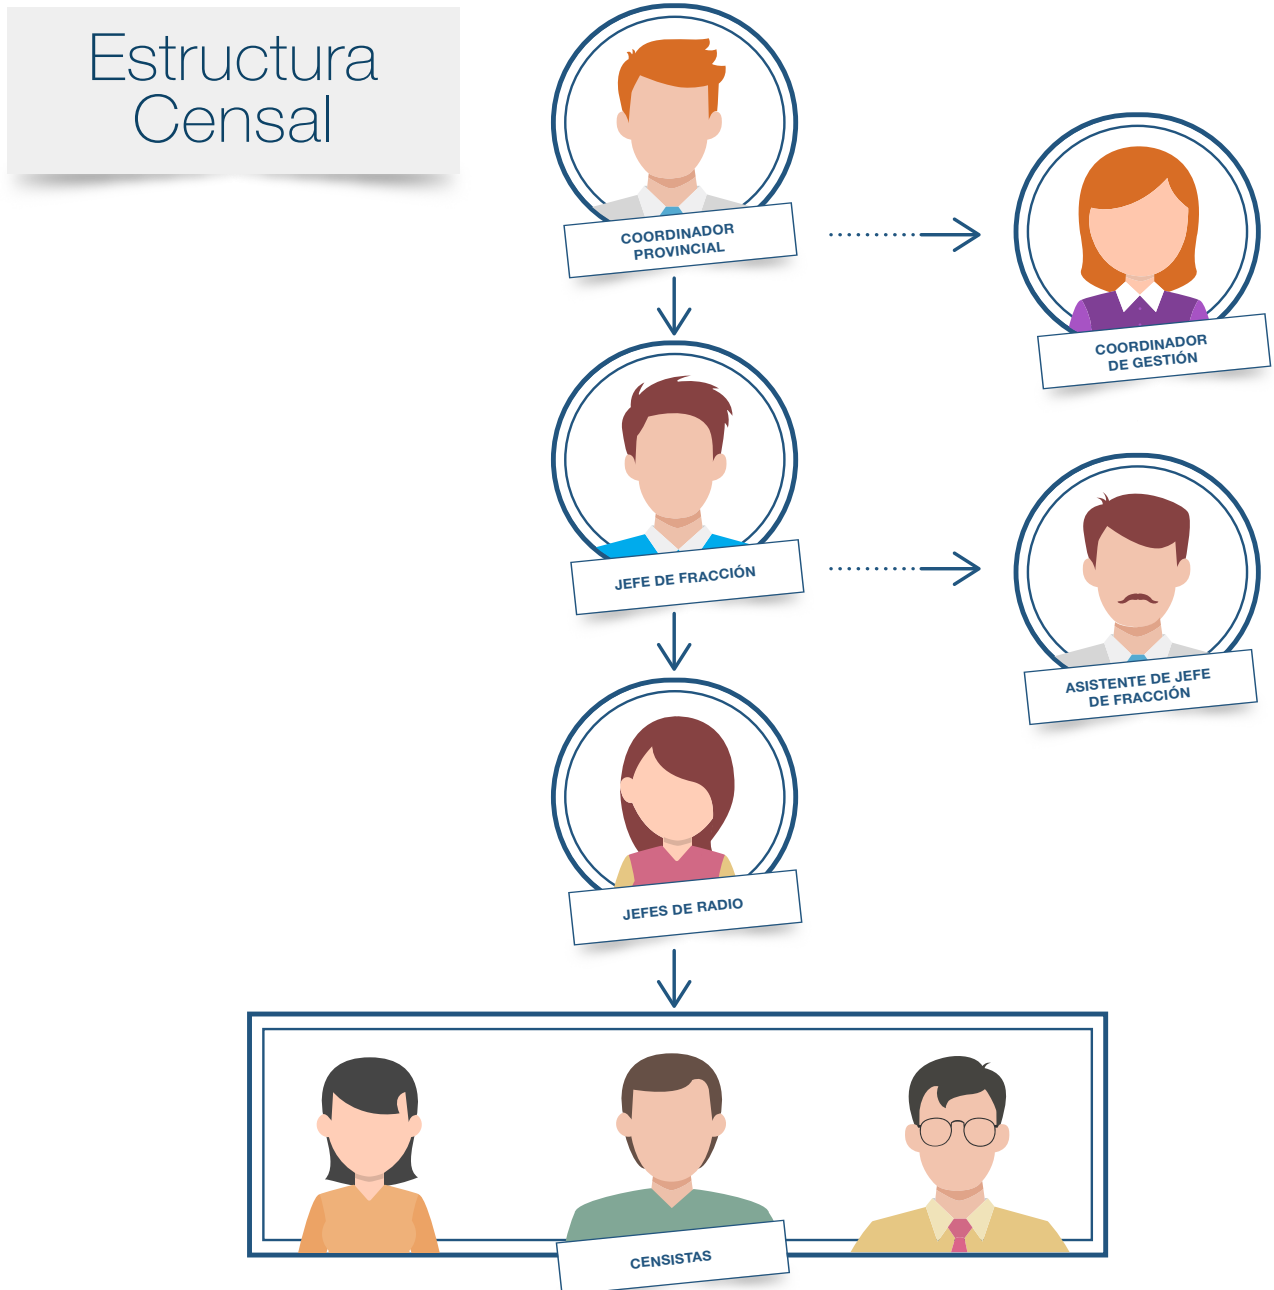 Estructura
Censal
COORDINADOR
PROVINCIAL
COORDINADOR
DE GESTIÓN
JEFE DE FRACCIÓN
ASISTENTE DE JEFE
DE FRACCIÓN
JEFES DE RADIO
CENSISTAS